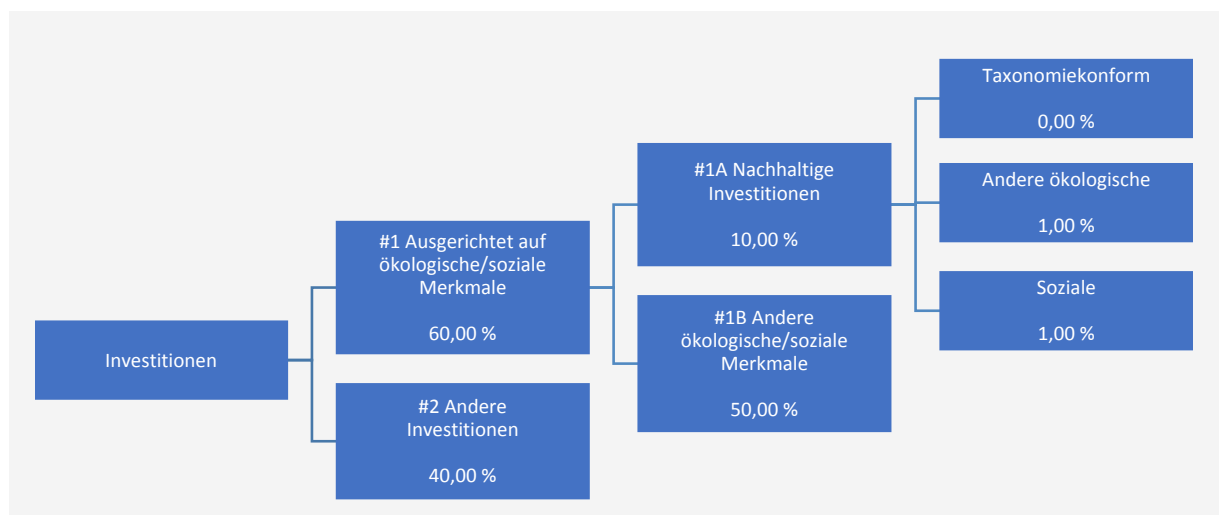 Investitionen
#1 Ausgerichtet auf
ökologische/soziale
Merkmale
60,00 %
#2 Andere
Investitionen
40,00 %
#1A Nachhaltige
Investitionen
10,00 %
#1B Andere
ökologische/soziale
Merkmale
50,00 %
Taxonomiekonform
0,00 %
Andere ökologische
1,00 %
Soziale
1,00 %